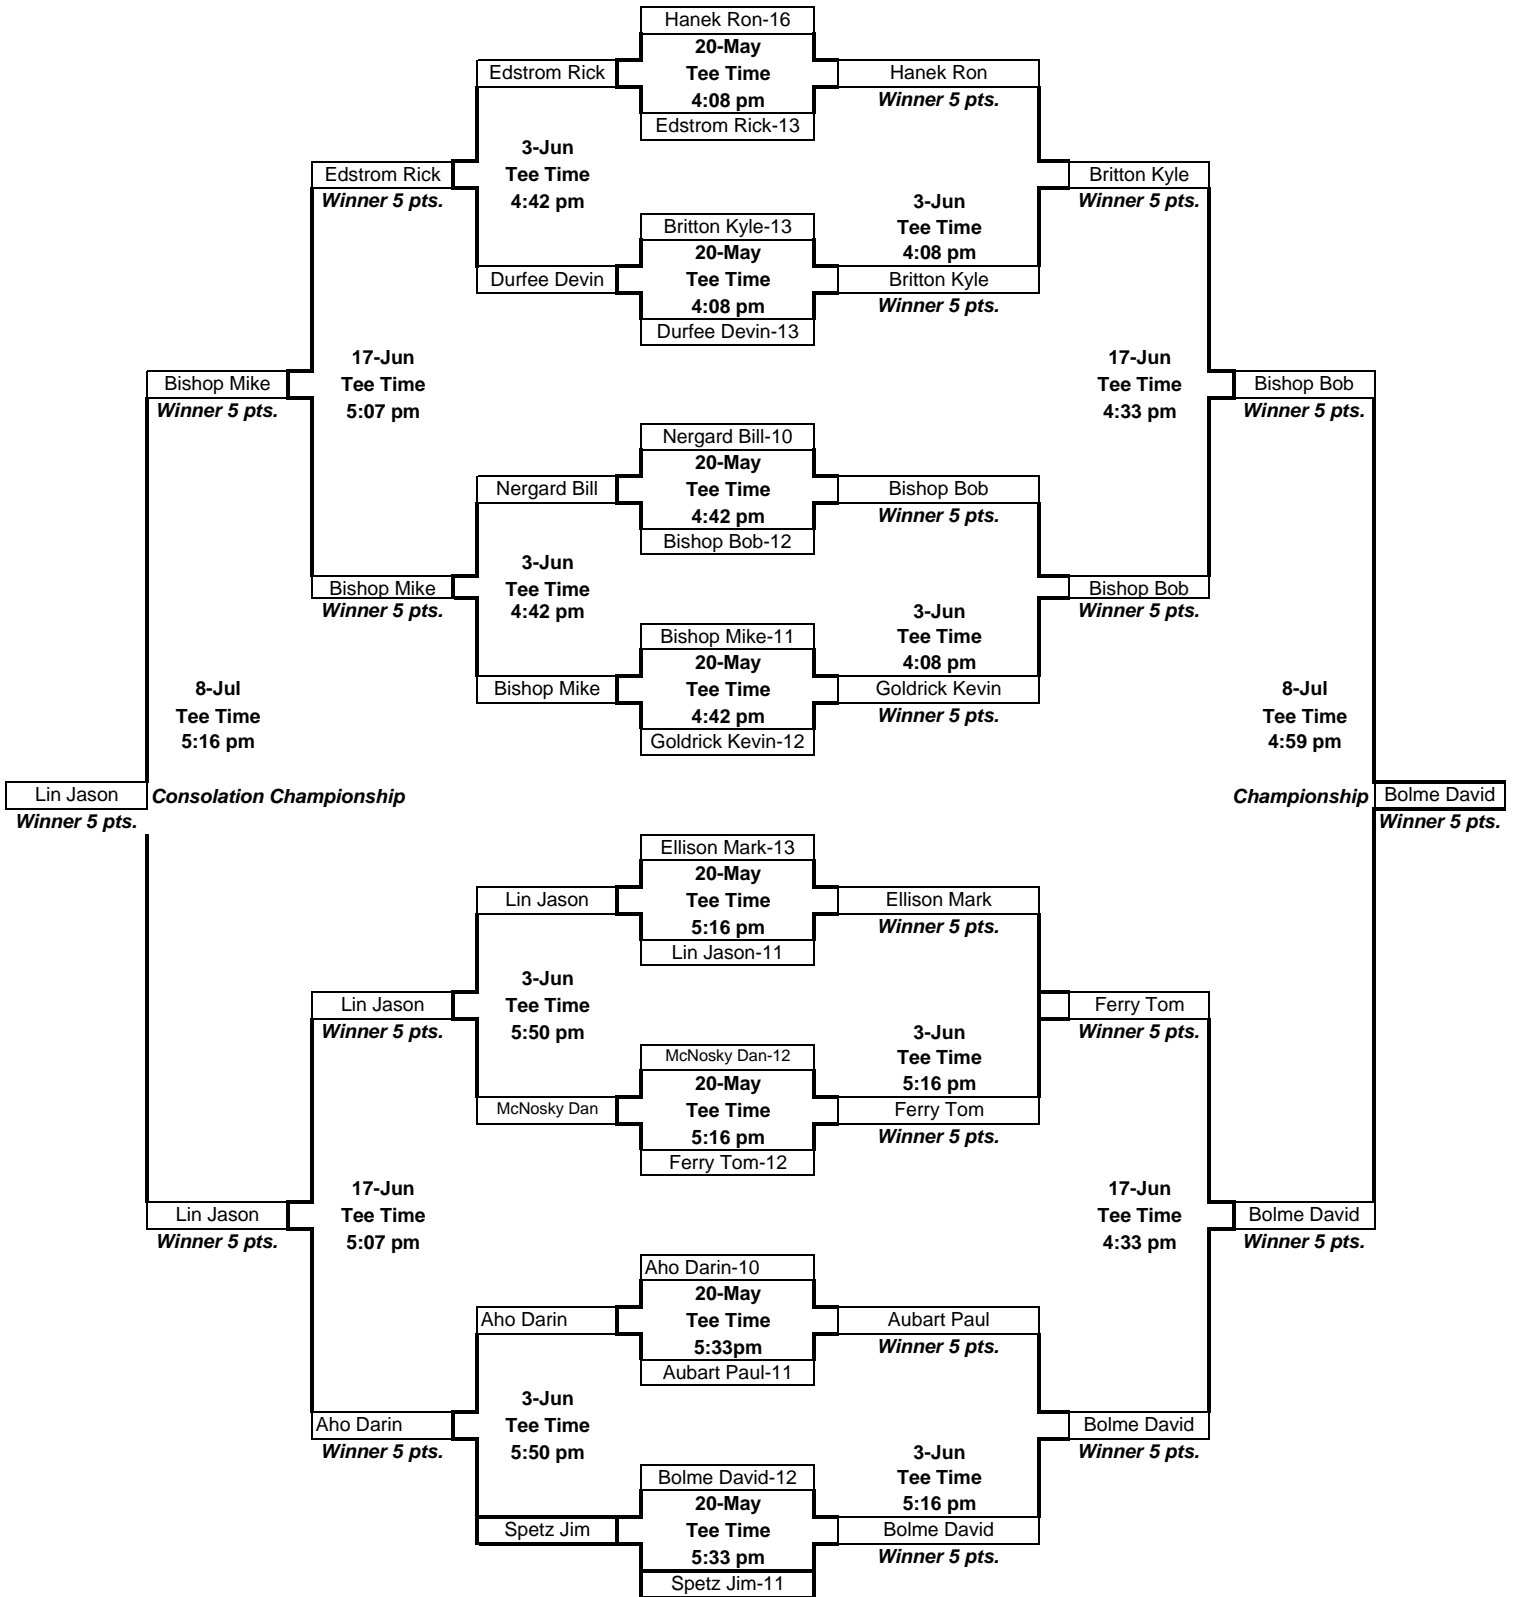 Hanek Ron-16
20-May
Edstrom Rick Tee Time Hanek Ron
4:08 pm Winner 5 pts.
Edstrom Rick-13
3-Jun
Edstrom Rick Tee Time Britton Kyle
Winner 5 pts. 4:42 pm 3-Jun Winner 5 pts.
Britton Kyle-13 Tee Time
20-May 4:08 pm
Durfee Devin Tee Time Britton Kyle
4:08 pm Winner 5 pts.
Durfee Devin-13
17-Jun 17-Jun
Bishop Mike Tee Time Tee Time Bishop Bob
Winner 5 pts. 5:07 pm 4:33 pm Winner 5 pts.
Nergard Bill-10
20-May
Nergard Bill Tee Time Bishop Bob
4:42 pm Winner 5 pts.
Bishop Bob-12
3-Jun
Bishop Mike Tee Time Bishop Bob
Winner 5 pts. 4:42 pm 3-Jun Winner 5 pts.
Bishop Mike-11 Tee Time
20-May 4:08 pm
8-Jul Bishop Mike Tee Time Goldrick Kevin 8-Jul
Tee Time 4:42 pm Winner 5 pts. Tee Time
5:16 pm Goldrick Kevin-12 4:59 pm
Lin Jason Consolation Championship Championship Bolme David
Winner 5 pts. Winner 5 pts.
Ellison Mark-13
20-May
Lin Jason Tee Time Ellison Mark
5:16 pm Winner 5 pts.
Lin Jason-11
3-Jun
Lin Jason Tee Time Ferry Tom
Winner 5 pts. 5:50 pm 3-Jun Winner 5 pts.
McNosky Dan-12 Tee Time
20-May 5:16 pm
McNosky Dan Tee Time Ferry Tom
5:16 pm Winner 5 pts.
Ferry Tom-12
17-Jun 17-Jun
Lin Jason Tee Time Tee Time Bolme David
Winner 5 pts. 5:07 pm 4:33 pm Winner 5 pts.
Aho Darin-10
20-May
Aho Darin Tee Time Aubart Paul
5:33pm Winner 5 pts.
Aubart Paul-11
3-Jun
Aho Darin Tee Time Bolme David
Winner 5 pts. 5:50 pm 3-Jun Winner 5 pts.
Bolme David-12 Tee Time
20-May 5:16 pm
Spetz Jim Tee Time Bolme David
5:33 pm Winner 5 pts.
Spetz Jim-11